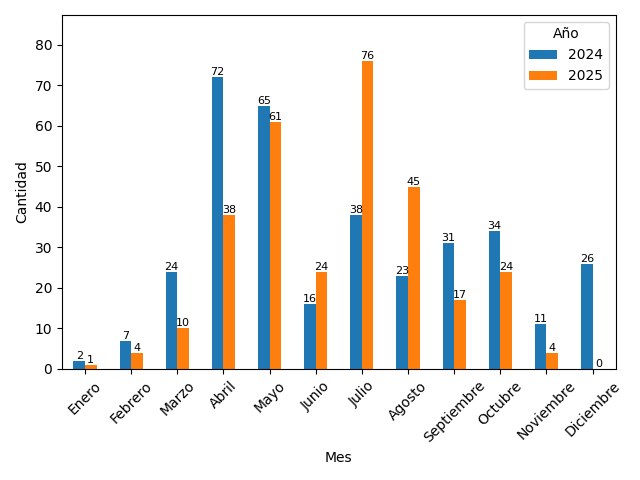 Año
2024
2025
Cantidad
80
70
60
50
40
30
20
10
0
2 1
7 4
24 10
72 38
65 61
16 24
38 76
23 45
31 17
34 24
11 4
26 0
Enero
Febrero
Marzo
Abril
Mayo
Junio
Julio
Agosto
Septiembre
Octubre
Noviembre
Diciembre
Mes